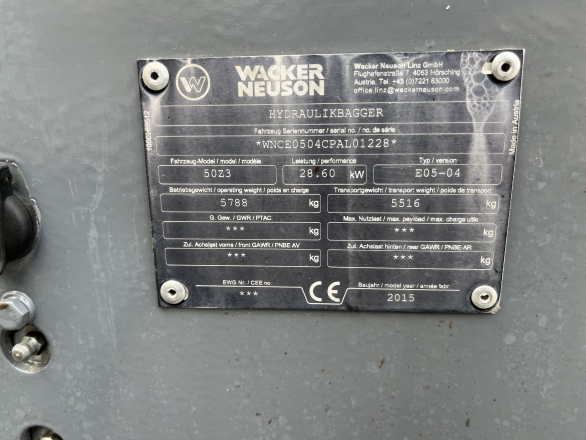 WACKER
NEUSON
Wacker Neuson Linz GmbH
Flughafenstraße 7, 4063 Hörsching
Austria, Tel. +43 (0)7221 63000
office.linz@wackerneuson.com
HYDRAULIKBAGGER
Fahrzeug Seriennummer / serial no. / no. de série
*WNCE0504CPAL01228*
Fahrzeug-Model / model / modèle
Leistung / performance
Typ / version
50Z3
28.60 kW
E05-04
Betriebsgewicht / operating weight / poids en charge
Transportgewicht / transport weight / poids de transport
5788 kg
5516 kg
G. Gew. / GWR / PTAC
Max. Nutzlast / max. payload / max. charge utile
*** kg
*** kg
Zul. Achslast vorne / front GAWR / PNBE AV
Zul. Achslast hinten / rear GAWR / PNBE AR
*** kg
*** kg
EWG Nr. / CEE no.
CE
Baujahr / model year / année fabr.
***
2015
Made in Austria